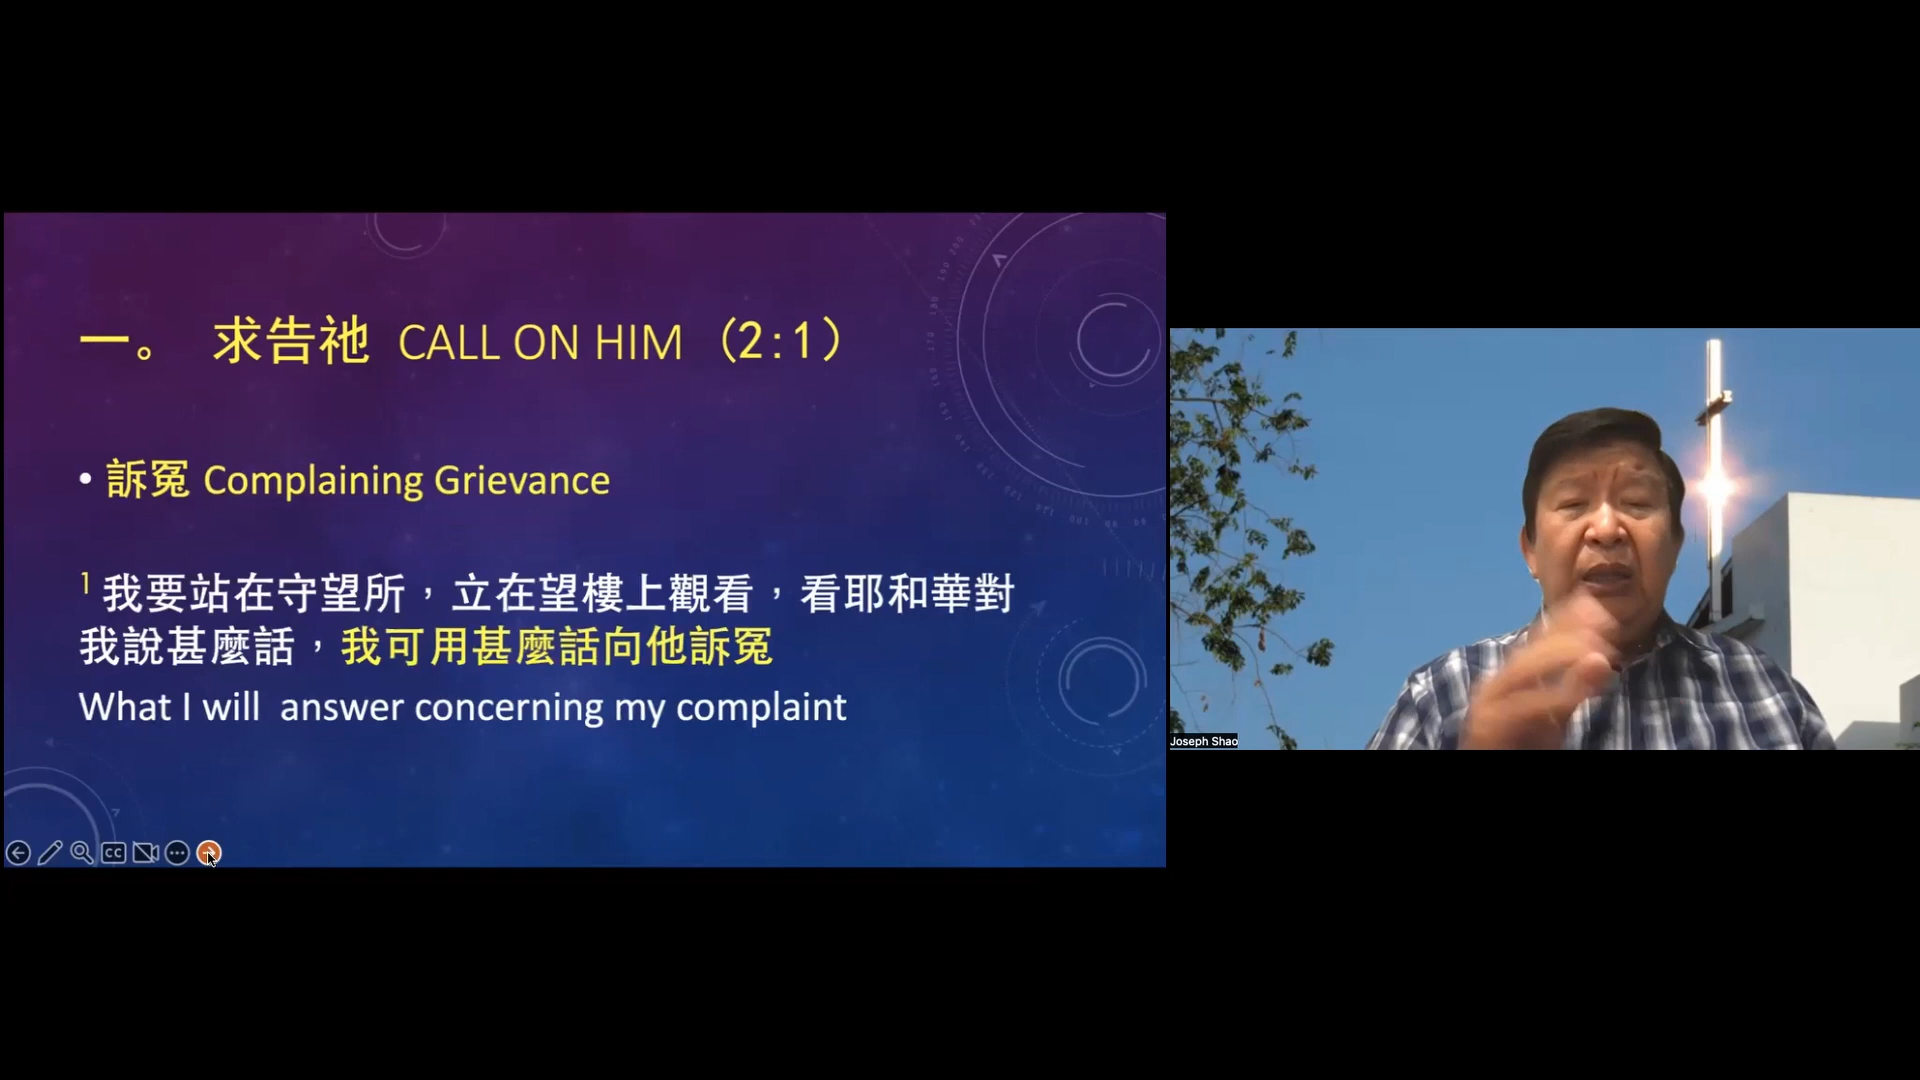 一。 求告祂 CALL ON HIM (2:1)
• 訴冤 Complaining Grievance
1 我要站在守望所，立在望樓上觀看，看耶和華對
我說甚麼話，我可用甚麼話向他訴冤
What I will answer concerning my complaint
CC
Joseph Shao